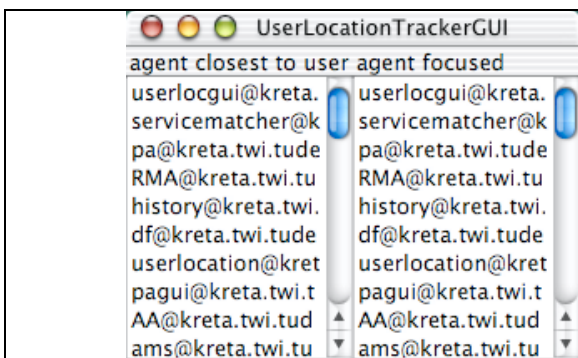 UserLocationTrackerGUI
agent closest to user agent focused
userlocgui@kreta. userlocgui@kreta.
servicematcher@k servicematcher@k
pa@kreta.twi.tude pa@kreta.twi.tude
RMA@kreta.twi.tu RMA@kreta.twi.tu
history@kreta.twi. history@kreta.twi.
df@kreta.twi.tude df@kreta.twi.tude
userlocation@kret userlocation@kret
pagui@kreta.twi.t pagui@kreta.twi.t
AA@kreta.twi.tud AA@kreta.twi.tud
ams@kreta.twi.tu ams@kreta.twi.tu